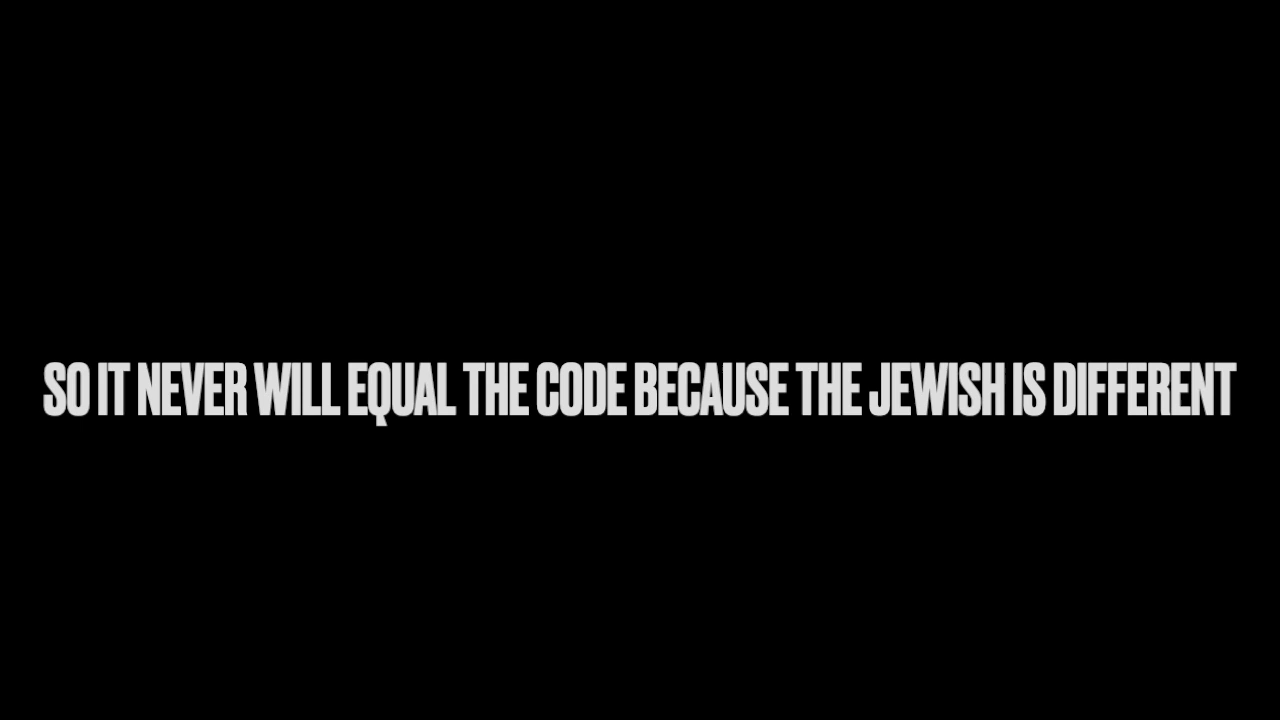 SO IT NEVER WILL EQUAL THE CODE BECAUSE THE JEWISH IS DIFFERENT